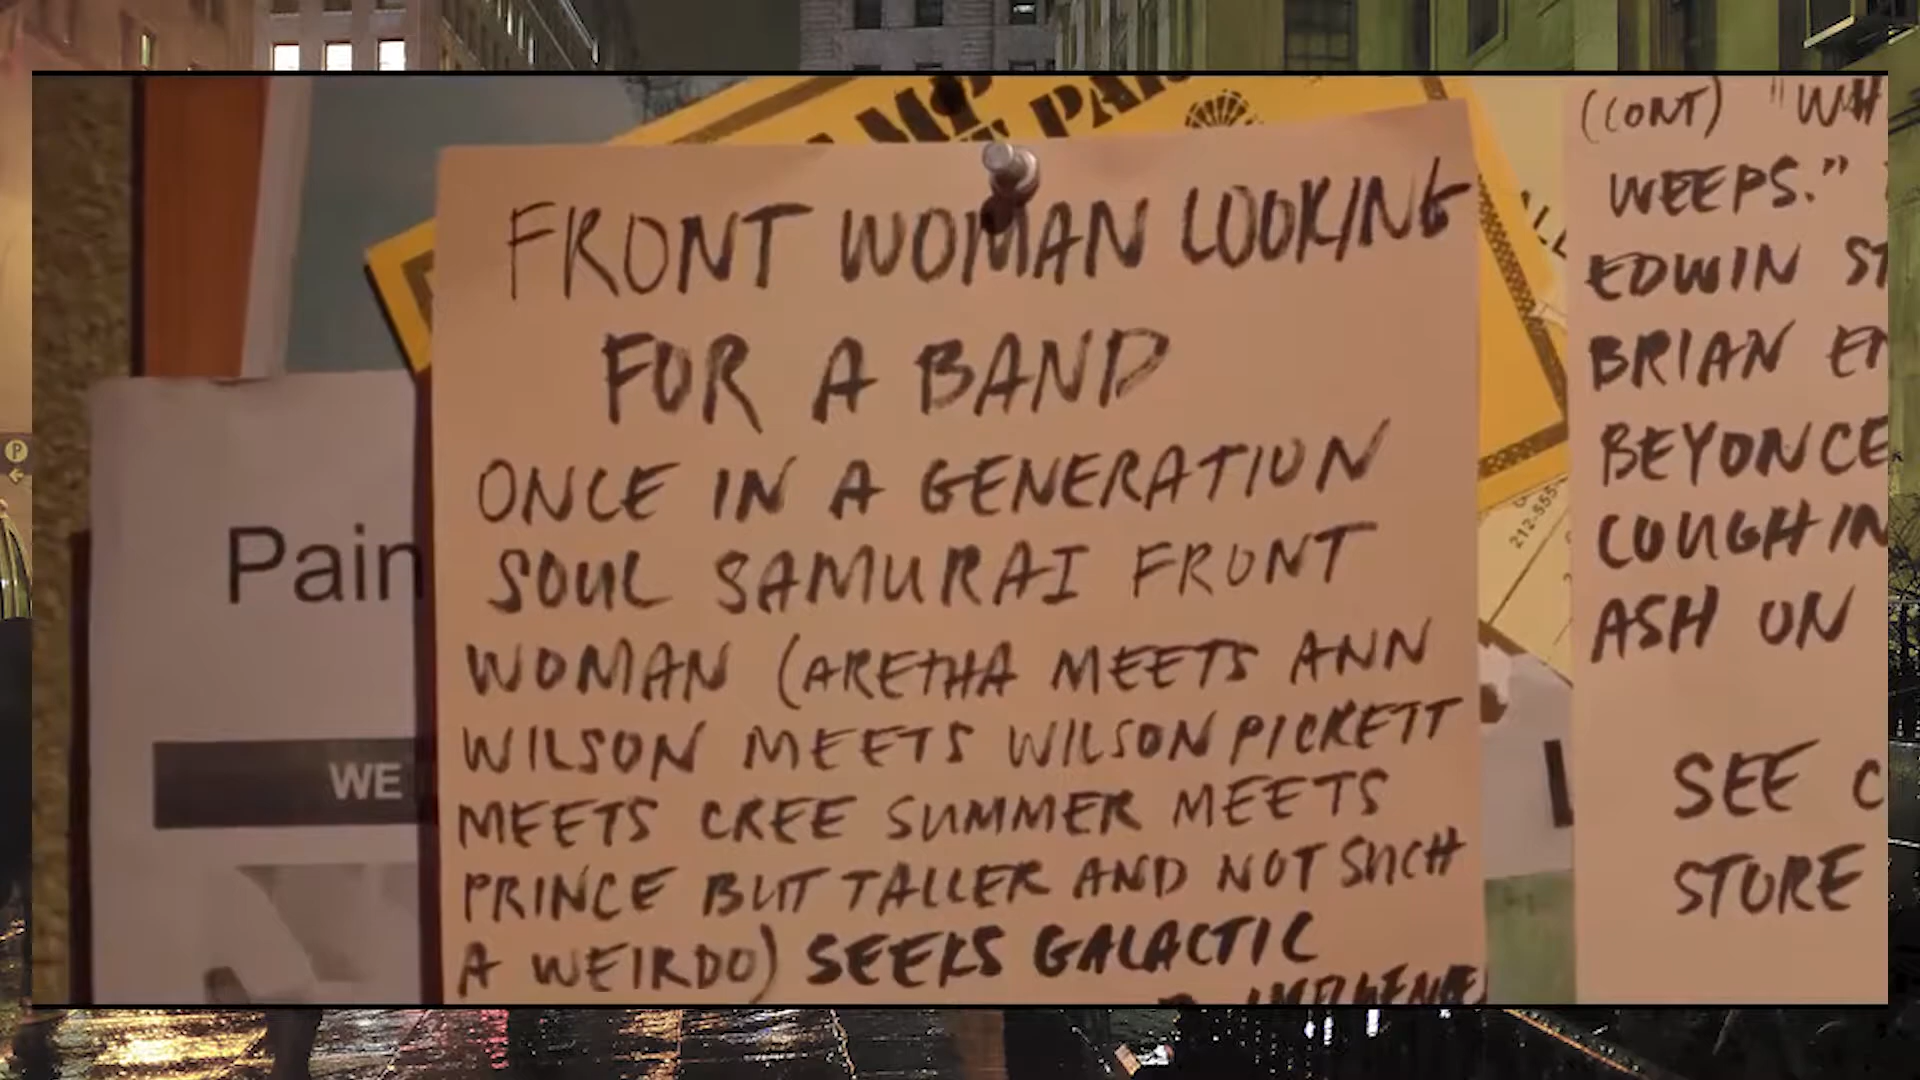 FRONT WOMAN LOOKING
FOR A BAND
ONCE IN A GENERATION
SOUL SAMURAI FRONT
WOMAN (ARETHA MEETS ANN
WILSON MEETS WILSON PICKETT
MEETS CREE SUMMER MEETS
PRINCE BUT TALLER AND NOT SUCH
A WEIRDO) SEEKS GALACTIC
(CONT)
WEEPS."
EDWIN
BRIAN
BEYONCE
ASH ON
SEE
STORE
Pain
WE
212-555
P